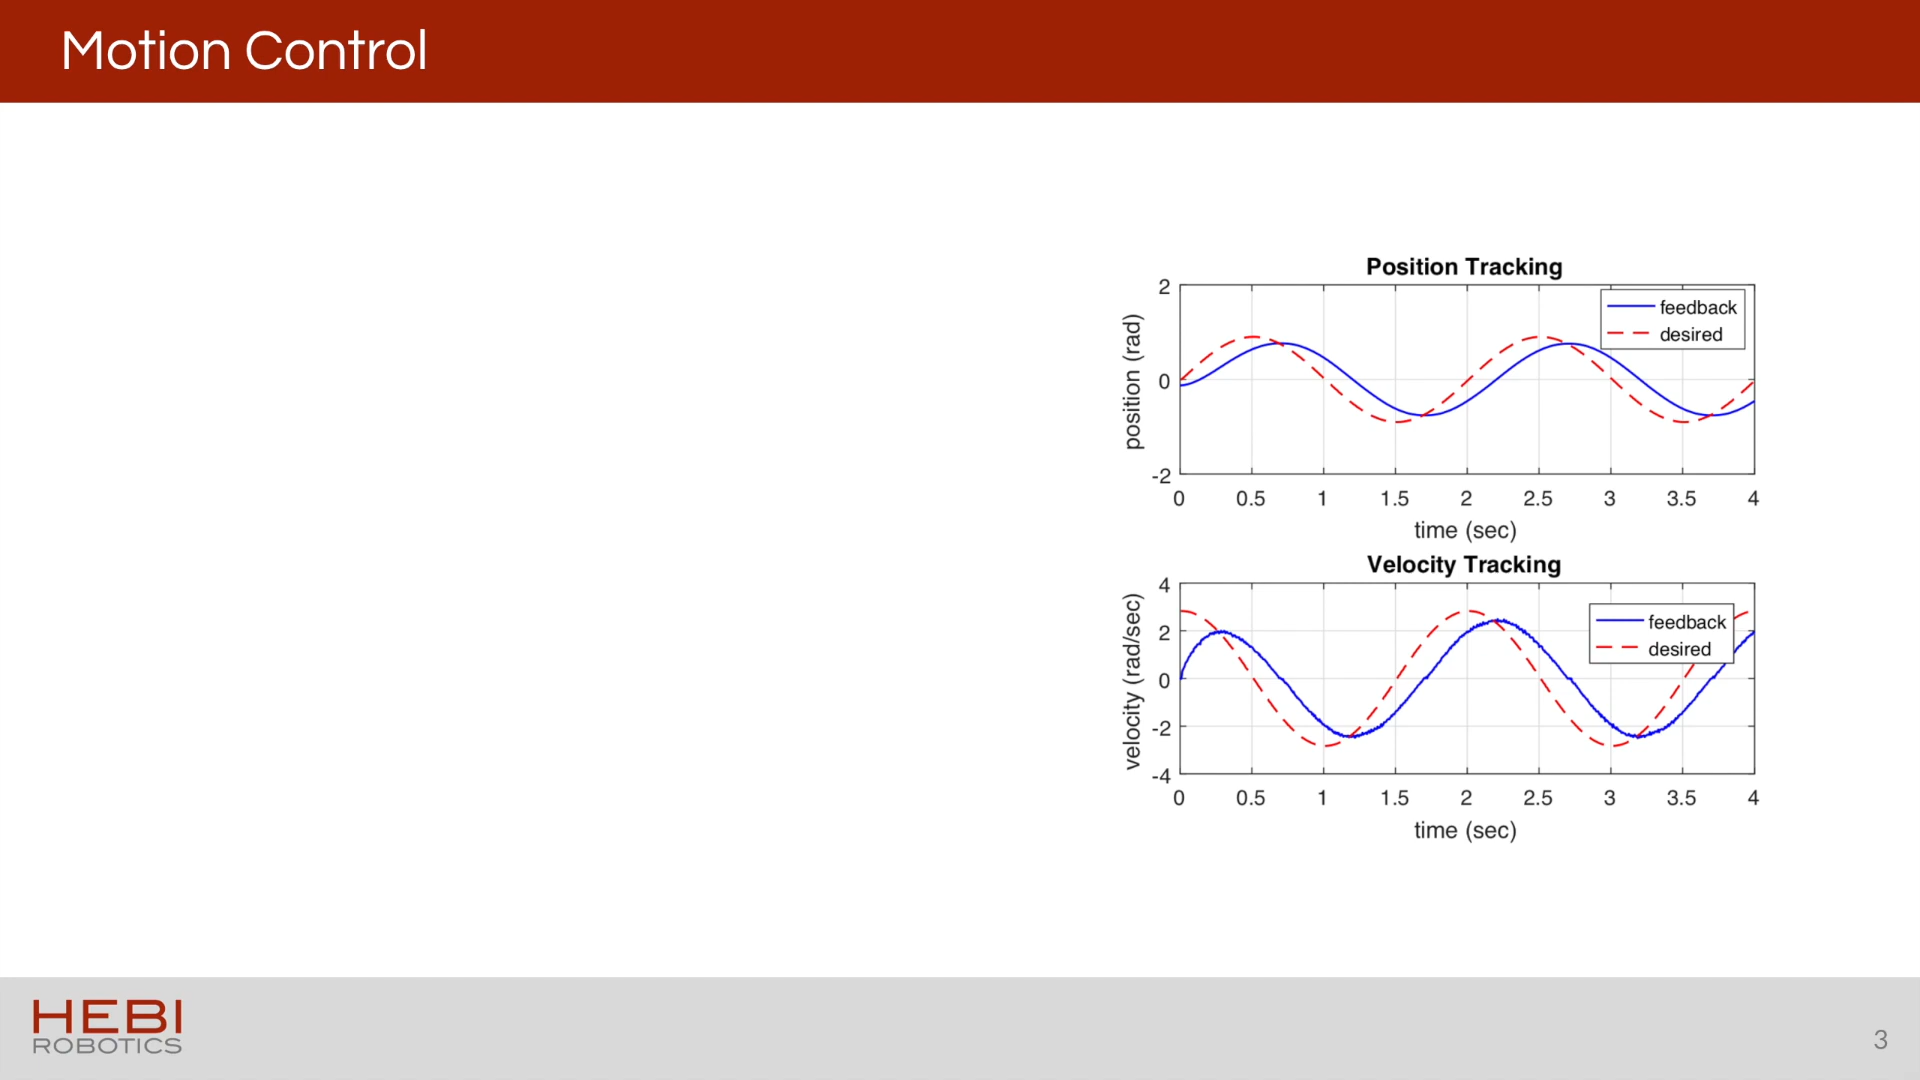 Motion Control
Position Tracking
2
0
-2
position (rad)
feedback
desired
0 0.5 1 1.5 2 2.5 3 3.5 4
time (sec)
Velocity Tracking
4
2
0
-2
-4
velocity (rad/sec)
feedback
desired
0 0.5 1 1.5 2 2.5 3 3.5 4
time (sec)
HEBI
ROBOTICS
3